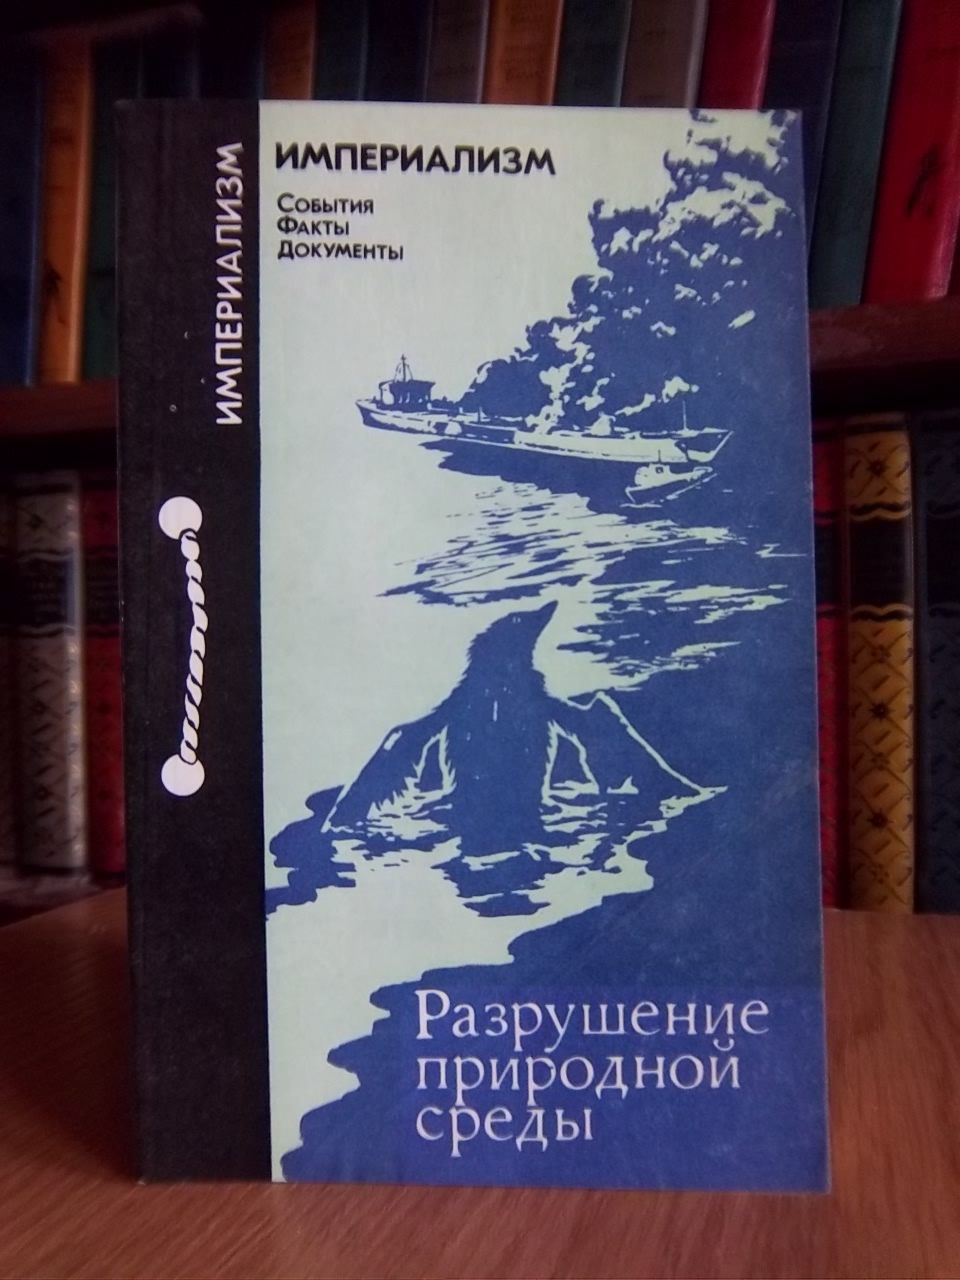 ИМПЕРИАЛИЗМ
ИМПЕРИАЛИЗМ
События
Факты
Документы
Разрушение
природной
среды